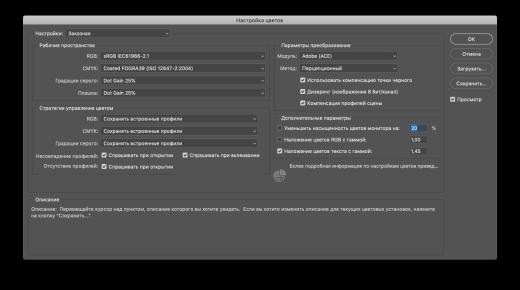 Настройка цветов
Настройки: Заказная
Рабочие пространства
RGB: sRGB IEC61966-2.1
CMYK: Coated FOGRA39 (ISO 12647-2:2004)
Градации серого: Dot Gain 25%
Плашка: Dot Gain 25%
Стратегия управления цветом
RGB: Сохранять встроенные профили
CMYK: Сохранять встроенные профили
Градации серого: Сохранять встроенные профили
Несовпадение профилей: Спрашивать при открытии Спрашивать при вклеивании
Отсутствие профилей: Спрашивать при открытии
Параметры преобразования
Модуль: Adobe (ACE)
Метод: Перцепционный
Использовать компенсацию точки черного
Дизеринг (изображения 8 бит/канал)
Компенсация профилей сцены
Дополнительные параметры
Уменьшить насыщенность цветов монитора на: 20 %
Наложение цветов RGB с гаммой: 1,00
Наложение цветов текста с гаммой: 1,45
Более подробная информация по настройкам цветов привед...
ОК
Отмена
Загрузить...
Сохранить...
Просмотр
Описание
Описание: Перемещайте курсор над пунктом, описание которого вы хотите увидеть. Если вы хотите изменить описание для текущих цветовых установок, нажмите
на кнопку "Сохранить...".